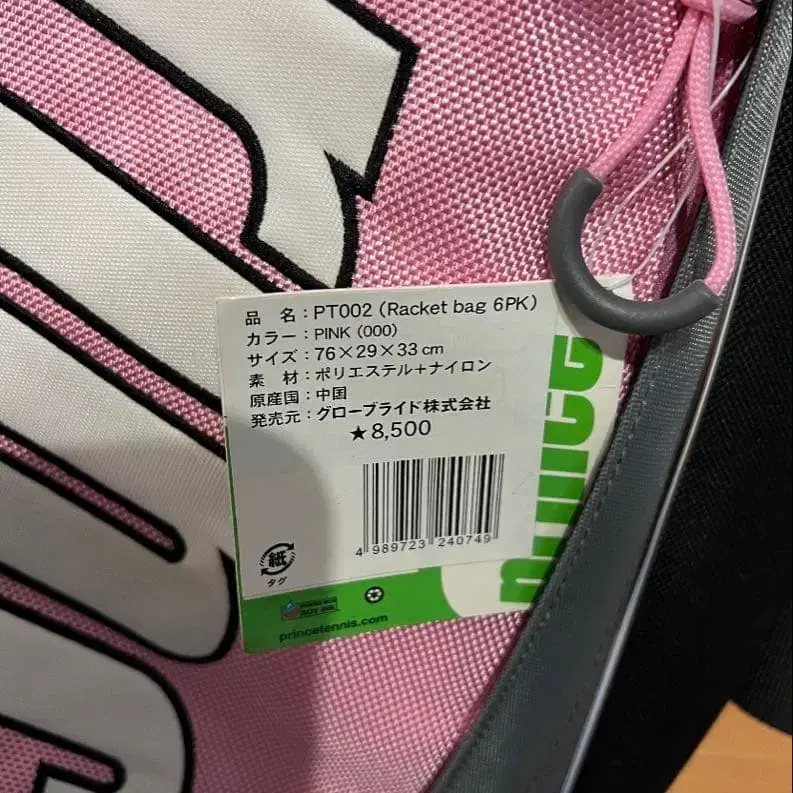 品 名：PT002 (Racket bag 6PK)
カラー：PINK (000)
サイズ：76×29×33cm
素 材：ポリエステル+ナイロン
原産国：中国
発売元：グローブライド株式会社
★8,500
4 989723 240749
紙
タグ
princetennis.com
prince